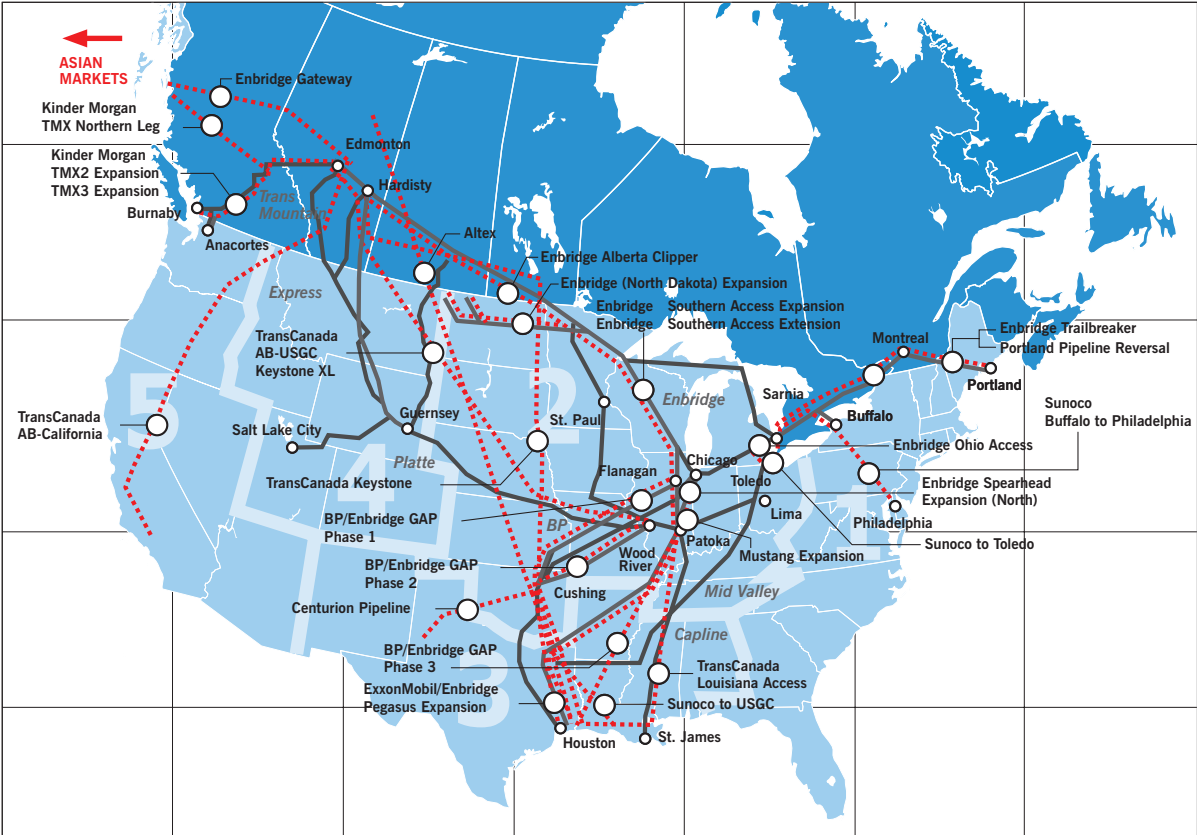 ASIAN
MARKETS
Enbridge Gateway
Kinder Morgan
TMX Northern Leg
Kinder Morgan
TMX2 Expansion
TMX3 Expansion
Edmonton
Hardisty
Trans
Mountain
Burnaby
Anacortes
Altex
Enbridge Alberta Clipper
Enbridge (North Dakota) Expansion
Enbridge Southern Access Expansion
Enbridge Southern Access Extension
Express
TransCanada
AB-USGC
Keystone XL
Montreal
Enbridge Trailbreaker
Portland Pipeline Reversal
Portland
5
2
Enbridge
Sarnia
Buffalo
Sunoco
Buffalo to Philadelphia
TransCanada
AB-California
Guernsey
St. Paul
Salt Lake City
Enbridge Ohio Access
Platte
4
Flanagan
Chicago
Toledo
TransCanada Keystone
Enbridge Spearhead
Expansion (North)
BP/Enbridge GAP
Phase 1
BP
Lima
1
Philadelphia
Wood
River
Patoka
Mustang Expansion
Sunoco to Toledo
BP/Enbridge GAP
Phase 2
Cushing
Mid Valley
Centurion Pipeline
Capline
BP/Enbridge GAP
Phase 3
3
TransCanada
Louisiana Access
ExxonMobil/Enbridge
Pegasus Expansion
Sunoco to USGC
Houston
St. James